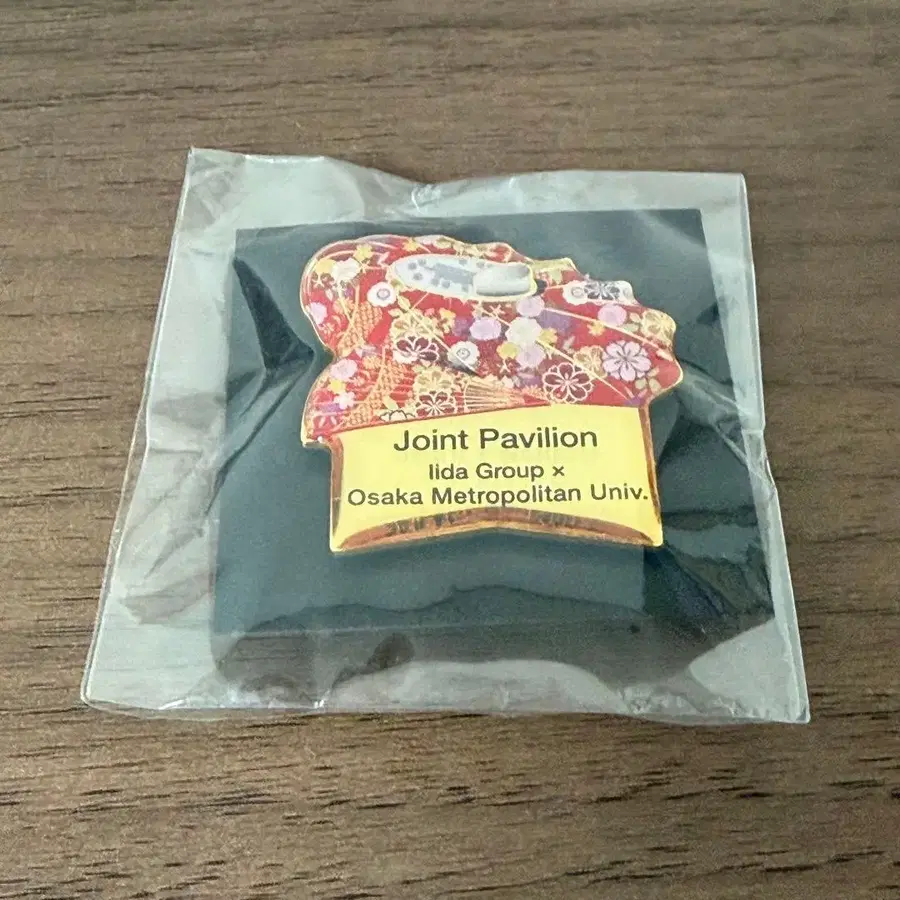 Joint Pavilion
Iida Group ×
Osaka Metropolitan Univ.